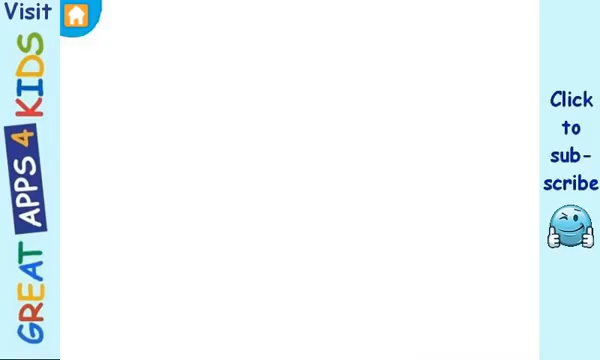 Visit
GREAT APPS 4 KIDS
Click
to
sub-
scribe